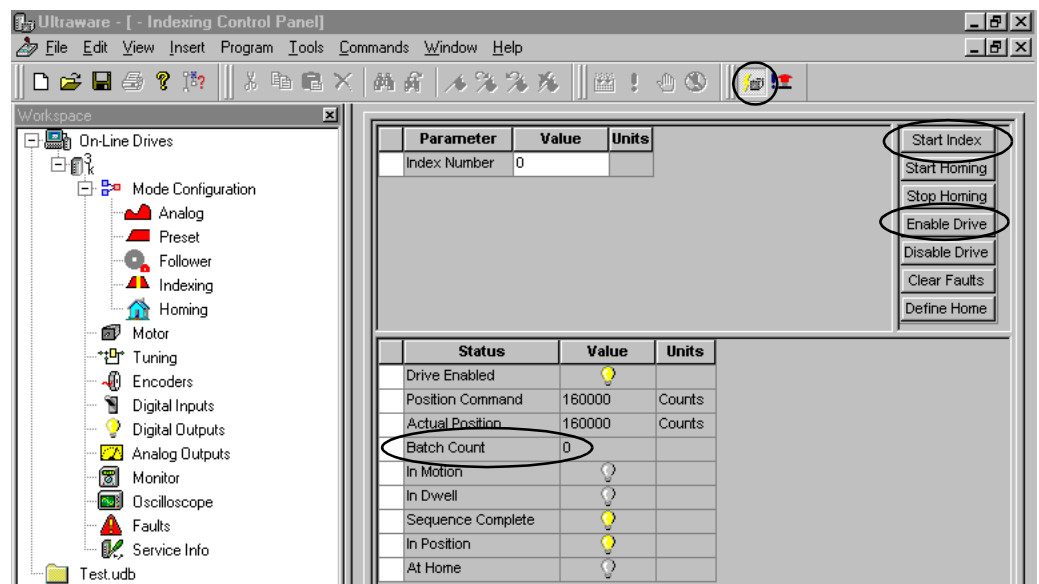 Ultraware - [ - Indexing Control Panel]
File Edit View Insert Program Tools Commands Window Help
Workspace
On-Line Drives
3k
Mode Configuration
Analog
Preset
Follower
Indexing
Homing
Motor
Tuning
Encoders
Digital Inputs
Digital Outputs
Analog Outputs
Monitor
Oscilloscope
Faults
Service Info
Test.udb
Parameter Value Units
Index Number 0
Start Index
Start Homing
Stop Homing
Enable Drive
Disable Drive
Clear Faults
Define Home
Status Value Units
Drive Enabled
Position Command 160000 Counts
Actual Position 160000 Counts
Batch Count 0
In Motion
In Dwell
Sequence Complete
In Position
At Home